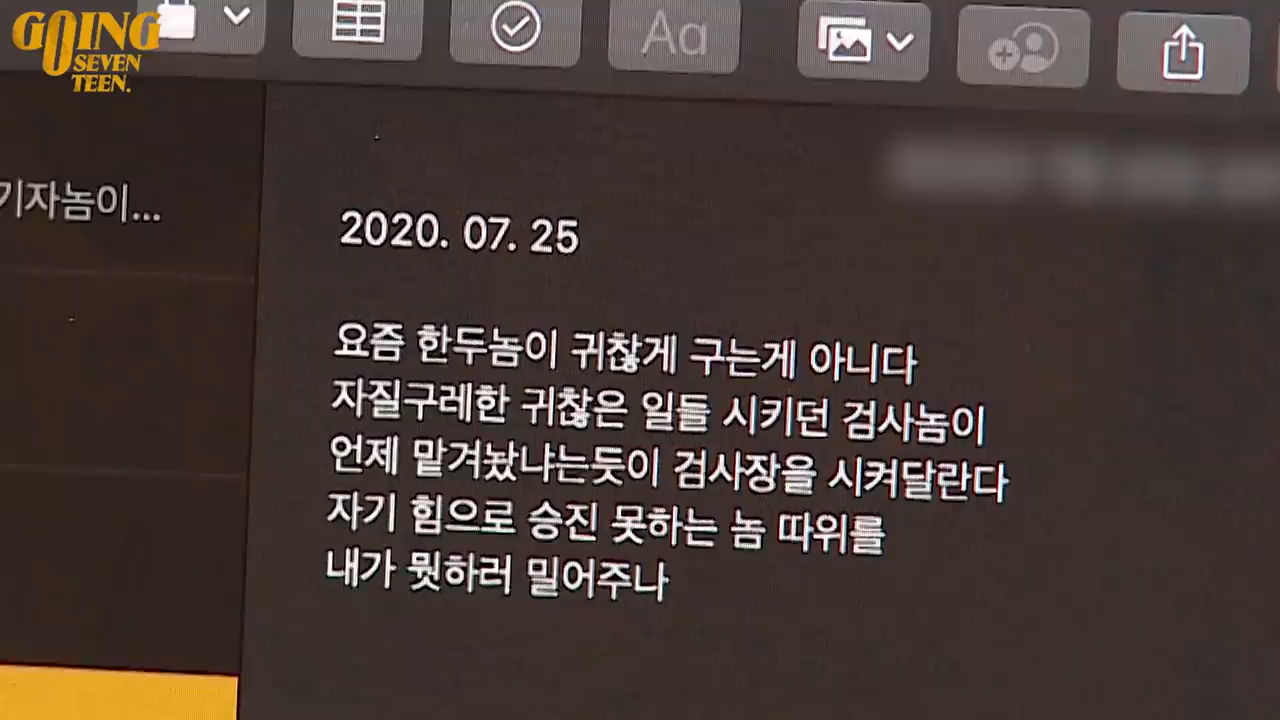 GOING
SEVEN
TEEN.
Aa
기자놈이...
2020. 07. 25
요즘 한두놈이 귀찮게 구는게 아니다
자질구레한 귀찮은 일들 시키던 검사놈이
언제 맡겨놨냐는듯이 검사장을 시켜달란다
자기 힘으로 승진 못하는 놈 따위를
내가 뭣하러 밀어주나